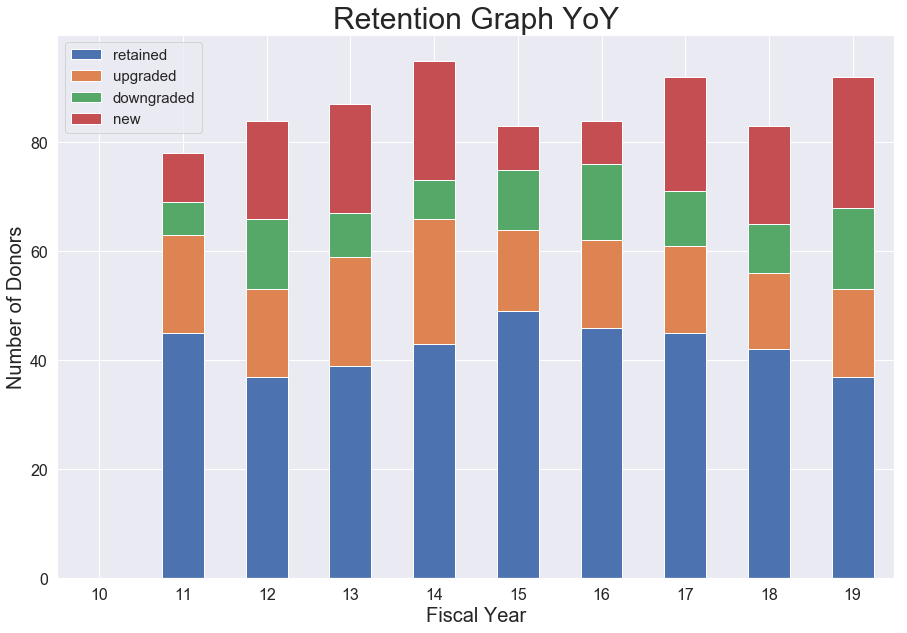 Retention Graph YoY
retained
upgraded
downgraded
new
Number of Donors
80
60
40
20
0
10 11 12 13 14 15 16 17 18 19
Fiscal Year